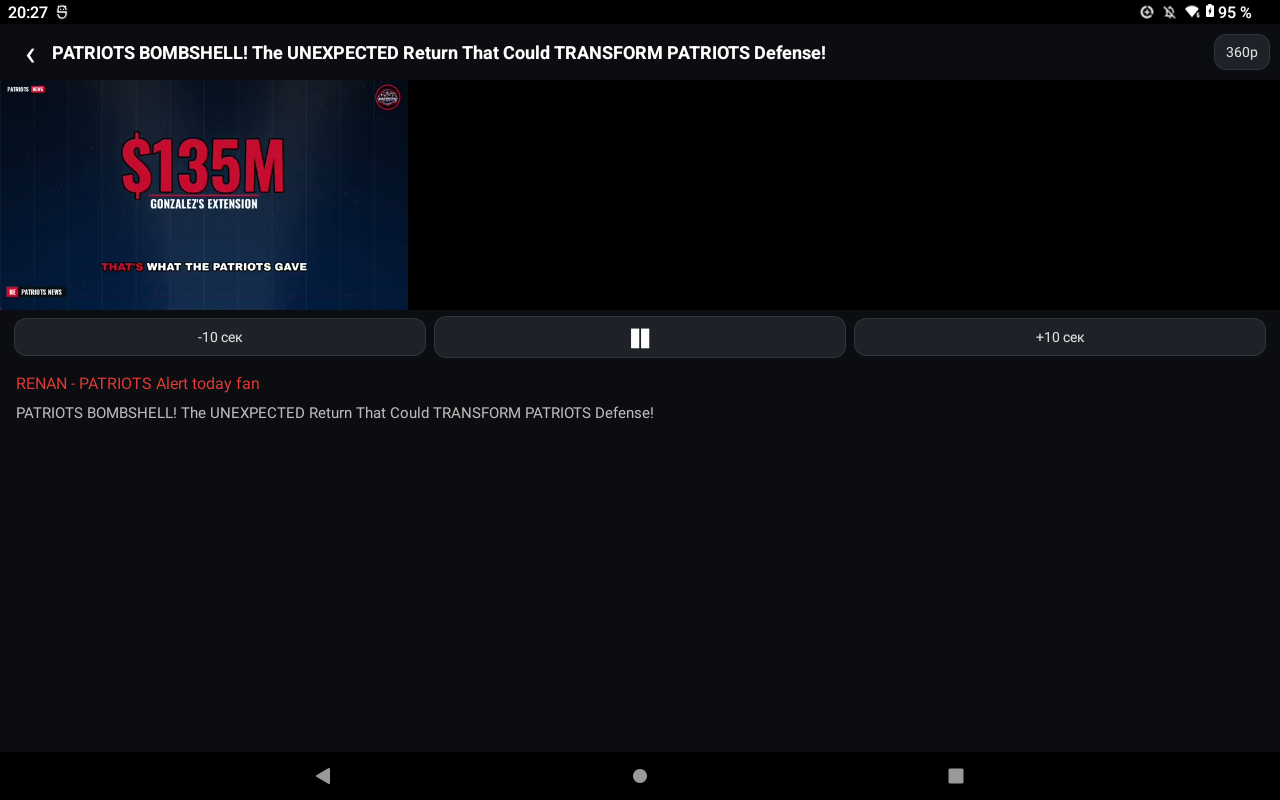 20:27
95 %
PATRIOTS BOMBSHELL! The UNEXPECTED Return That Could TRANSFORM PATRIOTS Defense!
360p
PATRIOTS NEWS
$135M
GONZALEZ'S EXTENSION
THAT'S WHAT THE PATRIOTS GAVE
NE PATRIOTS NEWS
-10 сек
+10 сек
RENAN - PATRIOTS Alert today fan
PATRIOTS BOMBSHELL! The UNEXPECTED Return That Could TRANSFORM PATRIOTS Defense!